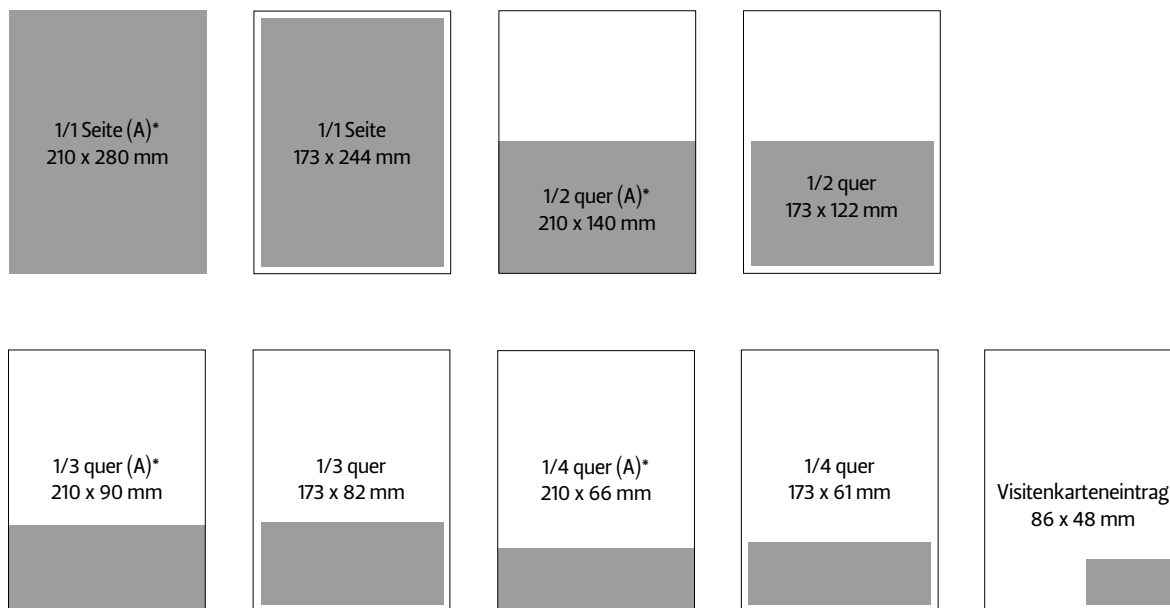 1/1 Seite (A)*
210 x 280 mm
1/1 Seite
173 x 244 mm
1/2 quer (A)*
210 x 140 mm
1/2 quer
173 x 122 mm
1/3 quer (A)*
210 x 90 mm
1/3 quer
173 x 82 mm
1/4 quer (A)*
210 x 66 mm
1/4 quer
173 x 61 mm
Visitenkarteneintrag
86 x 48 mm